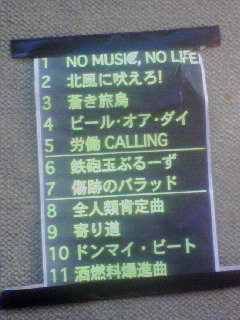 1 NO MUSIC, NO LIFE
2 北風に吠えろ!
3 蒼き旅鳥
4 ビール・オア・ダイ
5 労働 CALLING
6 鉄砲玉ぶるーず
7 傷跡のバラッド
8 全人類肯定曲
9 寄り道
10 ドンマイ・ビート
11 酒燃料爆進曲